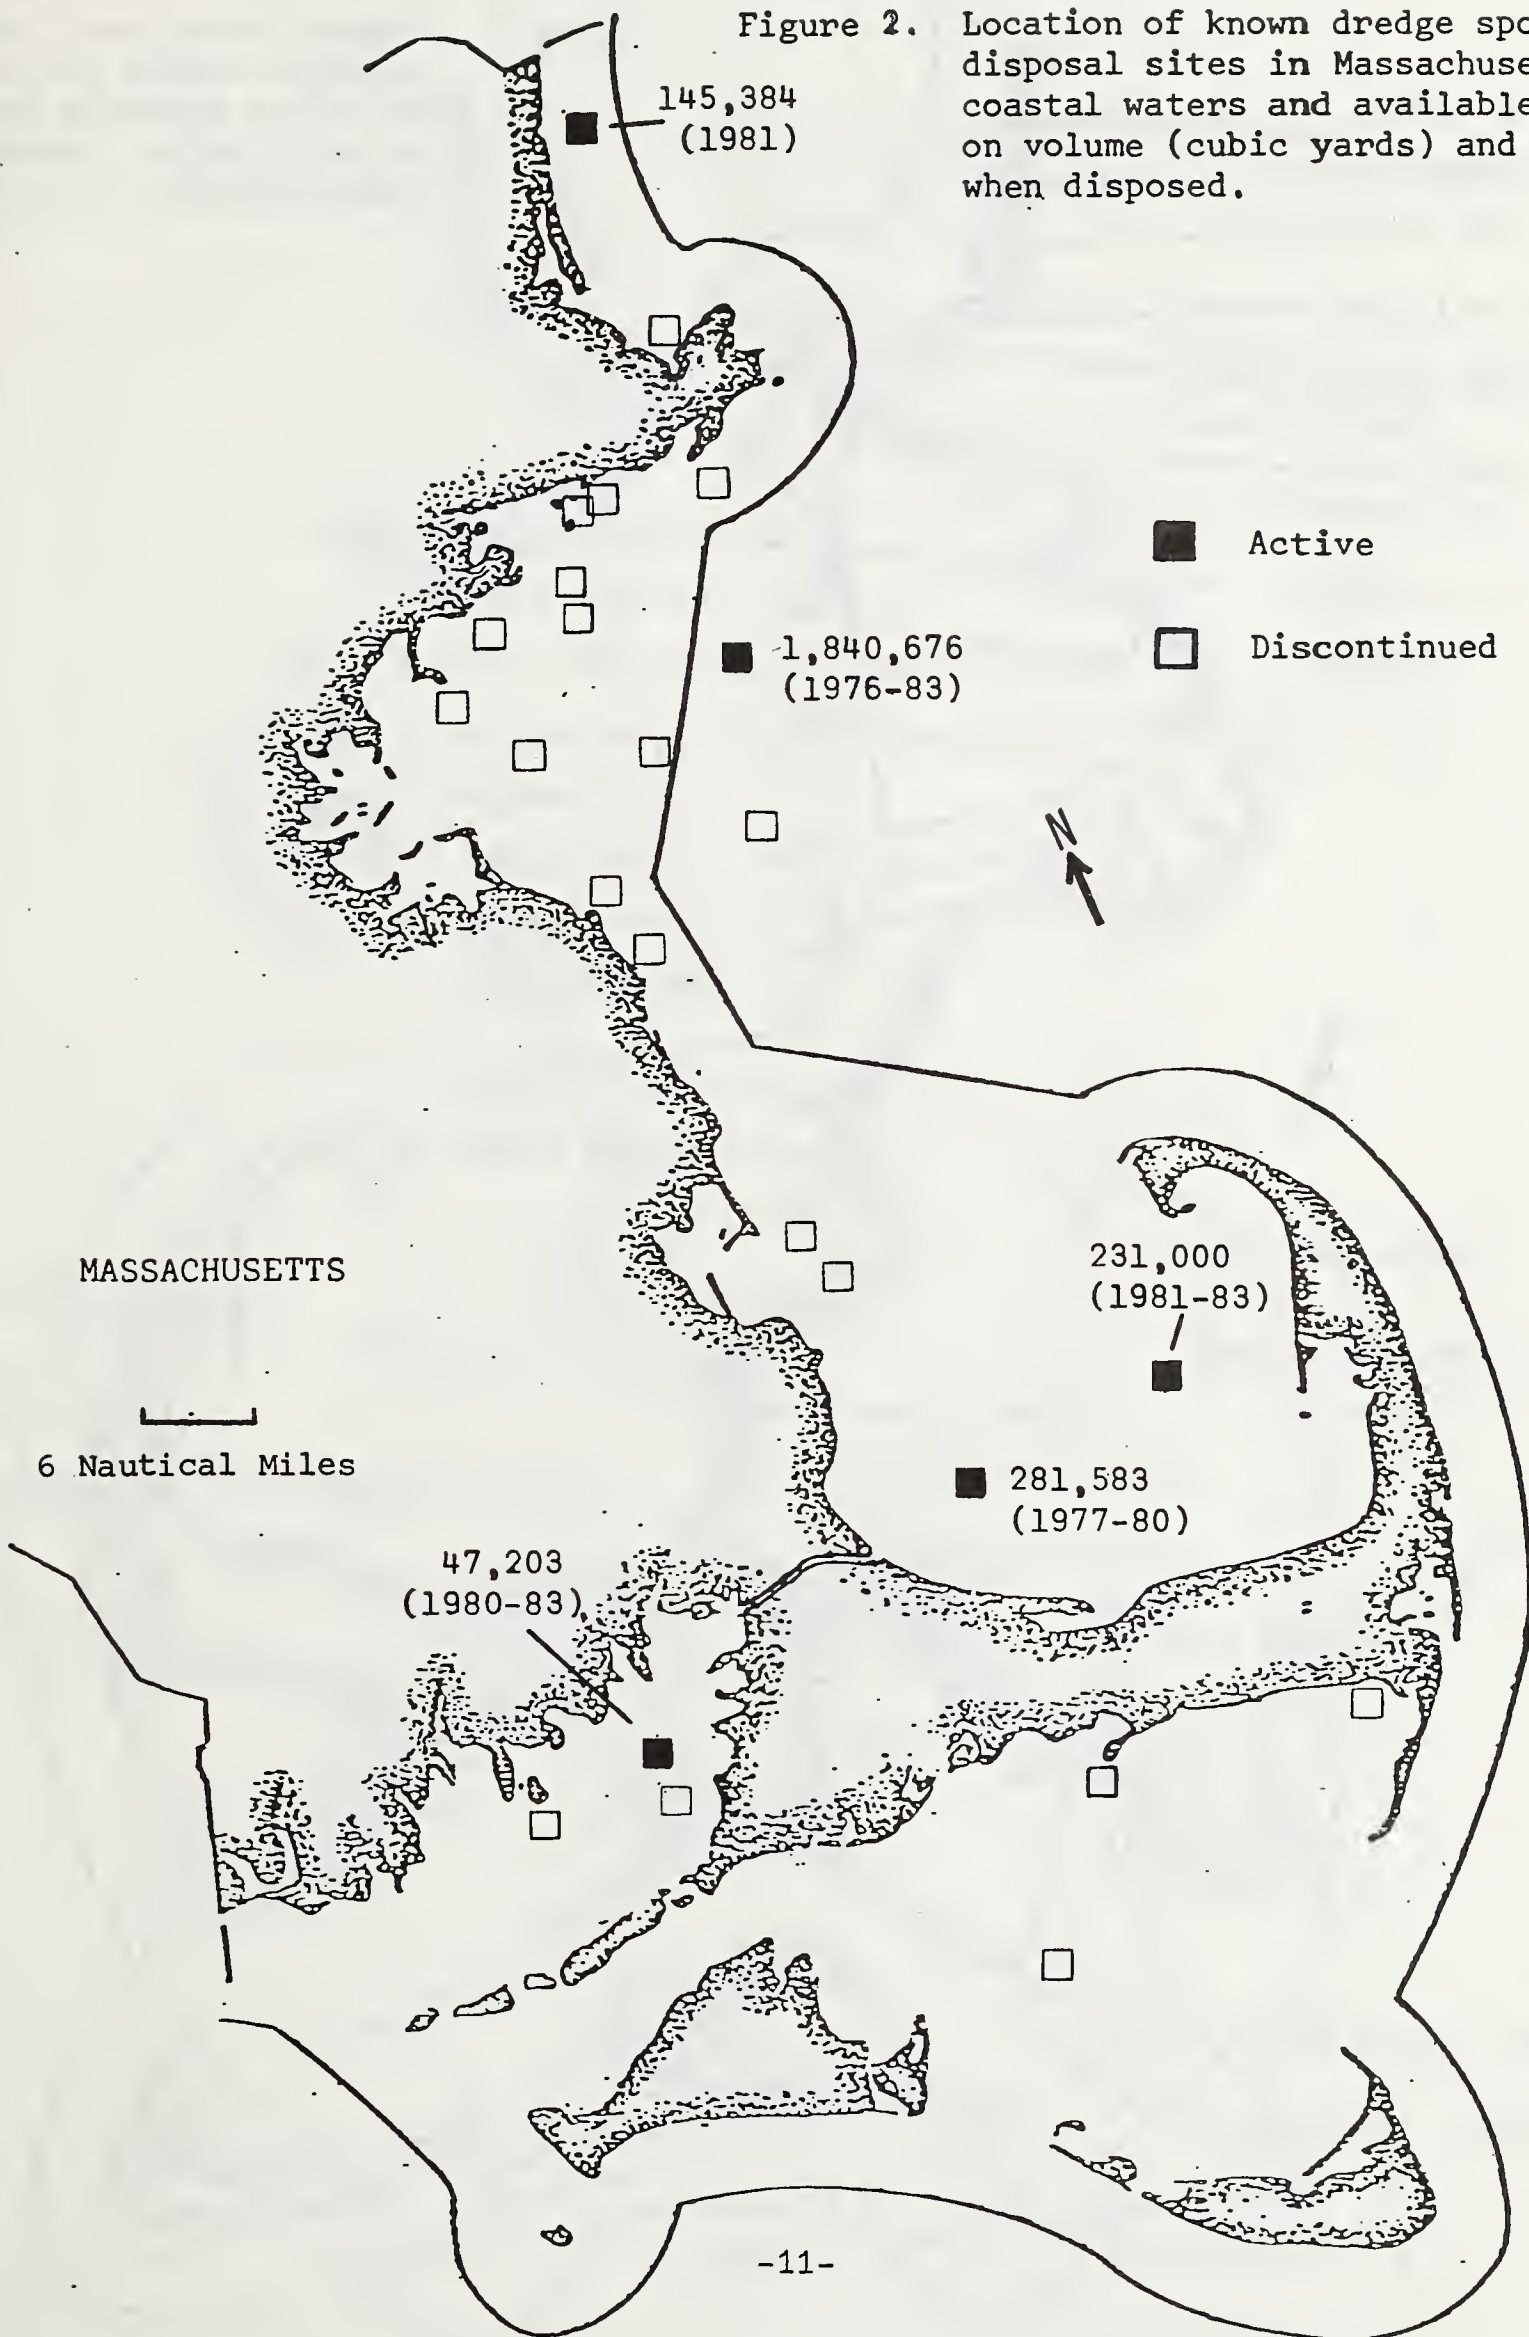 Figure 2. Location of known dredge
disposal sites in
coastal waters and available
on volume (cubic yards) and
when disposed.
145,384
(1981)
Active
Discontinued
1,840,676
(1976-83)
N
MASSACHUSETTS
6 Nautical Miles
231,000
(1981-83)
281,583
(1977-80)
47,203
(1980-83)
-11-